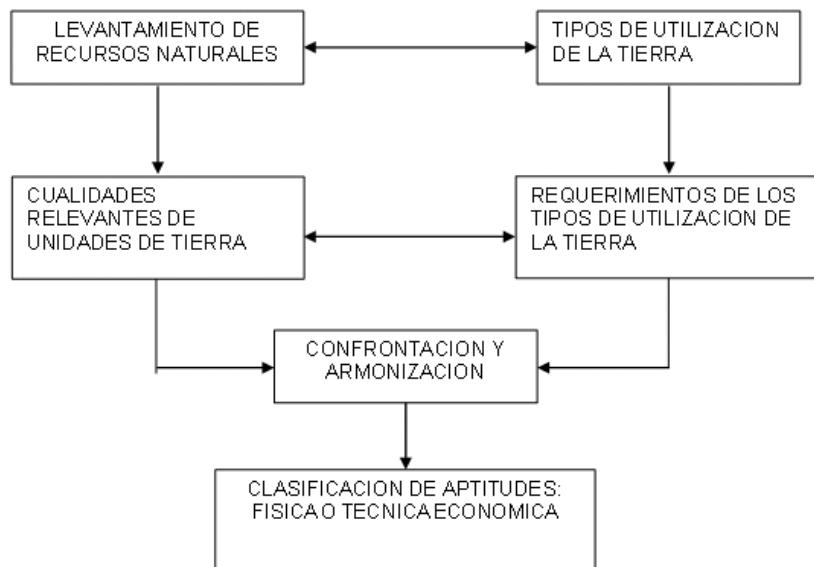 LEVANTAMIENTO DE
RECURSOS NATURALES
TIPOS DE UTILIZACION
DE LA TIERRA
CUALIDADES
RELEVANTES DE
UNIDADES DE TIERRA
REQUERIMIENTOS DE LOS
TIPOS DE UTILIZACION DE
LA TIERRA
CONFRONTACION Y
ARMONIZACION
CLASIFICACION DE APTITUDES:
FISICA O TECNICA ECONOMICA